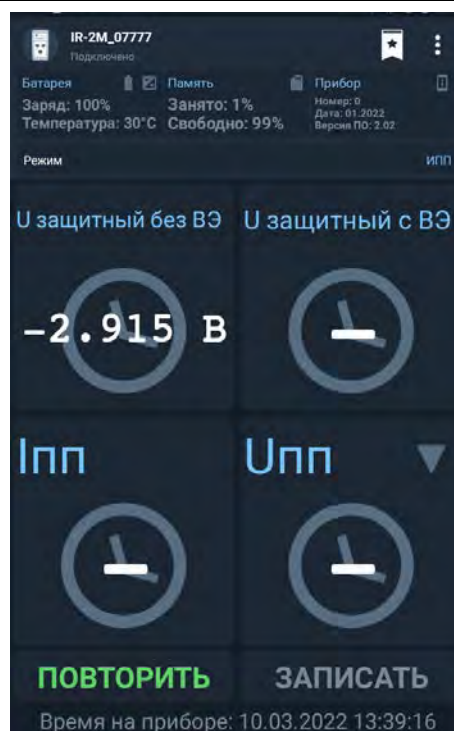 IR-2M_07777
Подключено
Батарея Память Прибор
Заряд: 100% Занято: 1% Номер: 0
Температура: 30°C Свободно: 99% Дата: 01.2022
Версия ПО: 2.02
Режим ИПП
U защитный без ВЭ U защитный с ВЭ
-2.915 В –
Iпп Uпп
– –
ПОВТОРИТЬ ЗАПИСАТЬ
Время на приборе: 10.03.2022 13:39:16